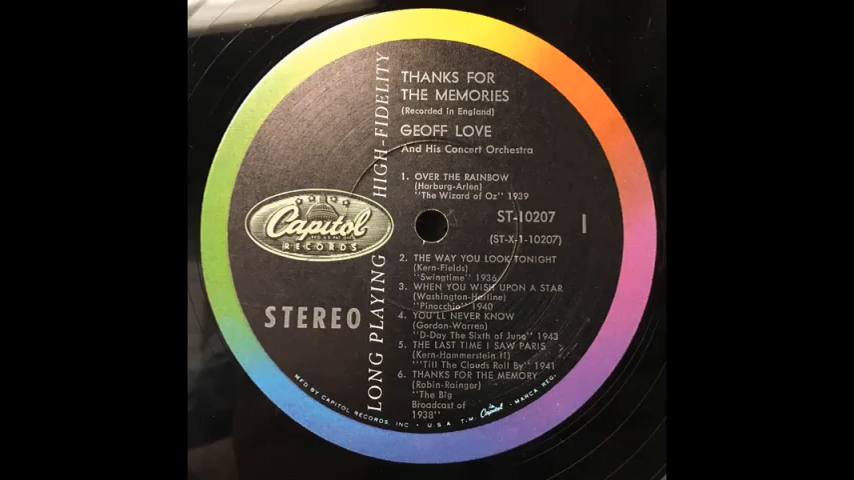 THANKS FOR
THE MEMORIES
(Recorded in England)
GEOFF LOVE
And His Concert Orchestra
1. OVER THE RAINBOW
(Harburg-Arlen)
"The Wizard of Oz" 1939
ST-10207
1
(ST-X-1-10207)
2. THE WAY YOU LOOK TONIGHT
(Kern-Fields)
"Swingtime" 1936
3. WHEN YOU WISH UPON A STAR
(Washington-Harline)
"Pinocchio" 1940
4. YOU'LL NEVER KNOW
(Gordon-Warren)
"D-Day The Sixth of June" 1943
5. THE LAST TIME I SAW PARIS
(Kern-Hammerstein II)
"'Till The Clouds Roll By" 1941
6. THANKS FOR THE MEMORY
(Robin-Rainger)
"The Big
Broadcast of
1938"
LONG PLAYING HIGH-FIDELITY
Capitol
RECORDS
STEREO
MFD BY CAPITOL RECORDS INC · U.S.A. T.M. Capitol - MARCA REG.